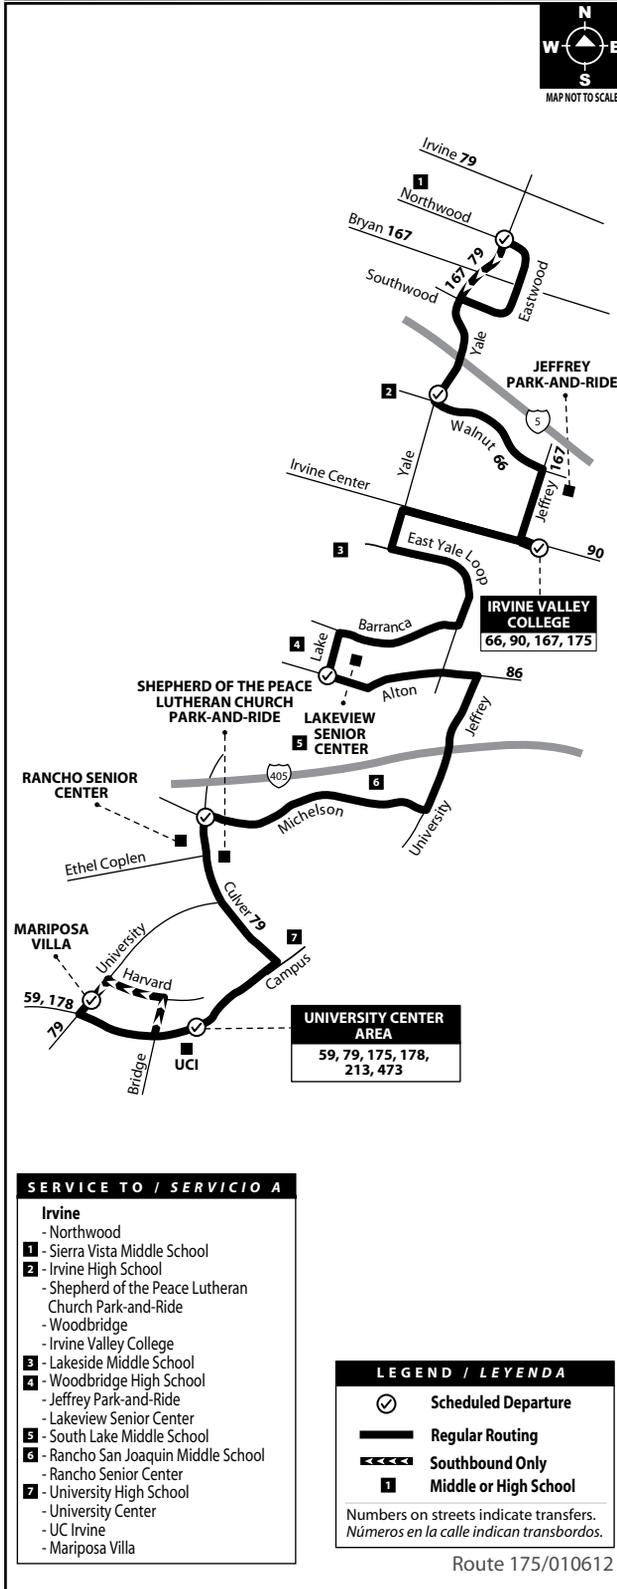 N
W E
S
MAP NOT TO SCALE
Irvine 79
1
Northwood
Bryan 167
167 79
Southwood
Eastwood
Yale
JEFFREY
PARK-AND-RIDE
2
5
Walnut 66
167
Yale
Irvine Center
Jeffrey
3
East Yale Loop
90
IRVINE VALLEY
COLLEGE
66, 90, 167, 175
Barranca
4
Lake
86
SHEPHERD OF THE PEACE
LUTHERAN CHURCH
PARK-AND-RIDE
Alton
LAKEVIEW
SENIOR
CENTER
Jeffrey
5
405
RANCHO SENIOR
CENTER
6
Michelson
University
Ethel Coplen
Culver 79
MARIPOSA
VILLA
University
7
Harvard
Campus
59, 178
79
UNIVERSITY CENTER
AREA
59, 79, 175, 178,
213, 473
UCI
Bridge
SERVICE TO / SERVICIO A
Irvine
- Northwood
1 - Sierra Vista Middle School
2 - Irvine High School
- Shepherd of the Peace Lutheran
Church Park-and-Ride
- Woodbridge
- Irvine Valley College
3 - Lakeside Middle School
4 - Woodbridge High School
- Jeffrey Park-and-Ride
- Lakeview Senior Center
5 - South Lake Middle School
6 - Rancho San Joaquin Middle School
- Rancho Senior Center
7 - University High School
- University Center
- UC Irvine
- Mariposa Villa
LEGEND / LEYENDA
Scheduled Departure
Regular Routing
Southbound Only
1 Middle or High School
Numbers on streets indicate transfers.
Números en la calle indican transbordos.
Route 175/010612